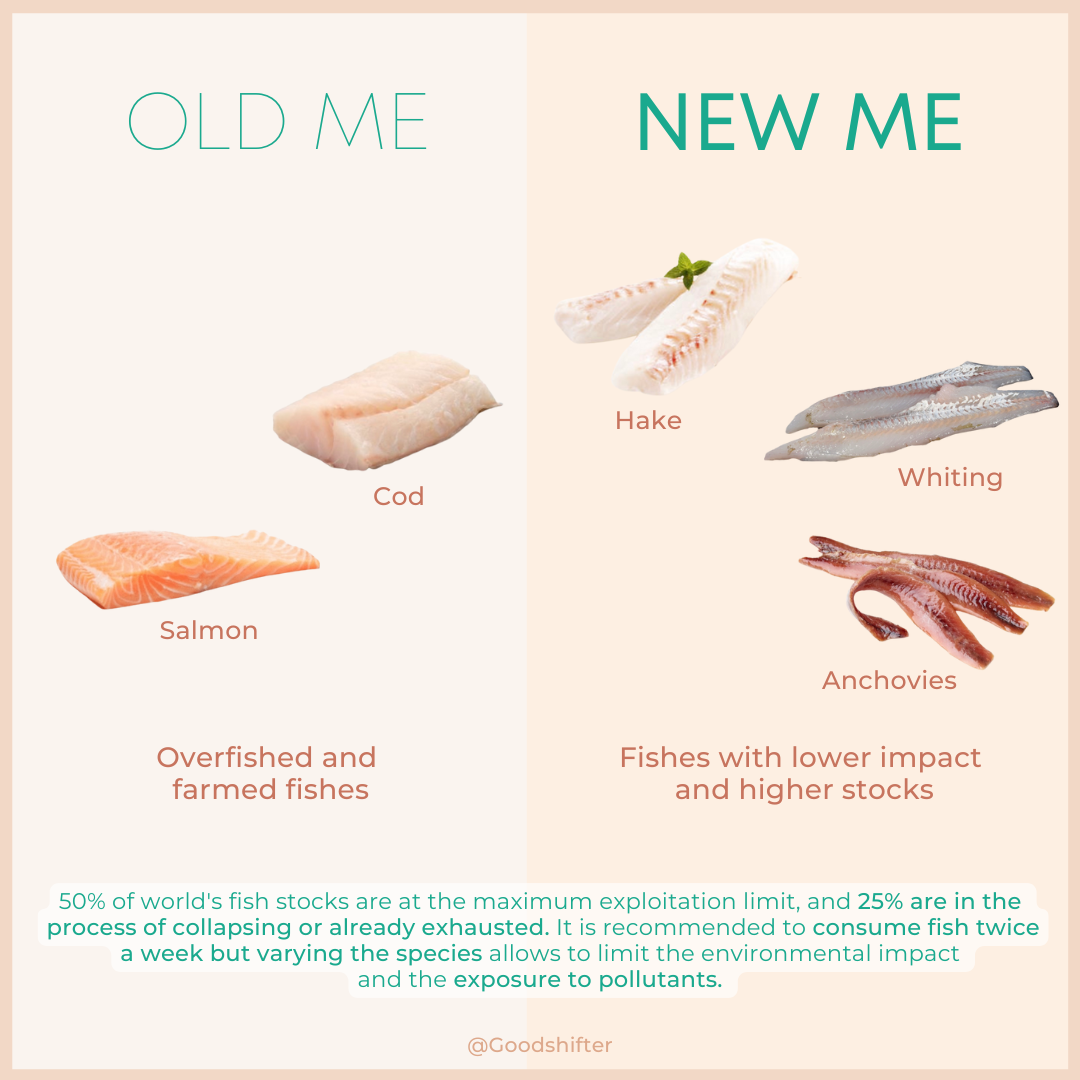 OLD ME
NEW ME
Hake
Whiting
Cod
Salmon
Anchovies
Overfished and
farmed fishes
Fishes with lower impact
and higher stocks
50% of world's fish stocks are at the maximum exploitation limit, and 25% are in the
process of collapsing or already exhausted. It is recommended to consume fish twice
a week but varying the species allows to limit the environmental impact
and the exposure to pollutants.
@Goodshifter